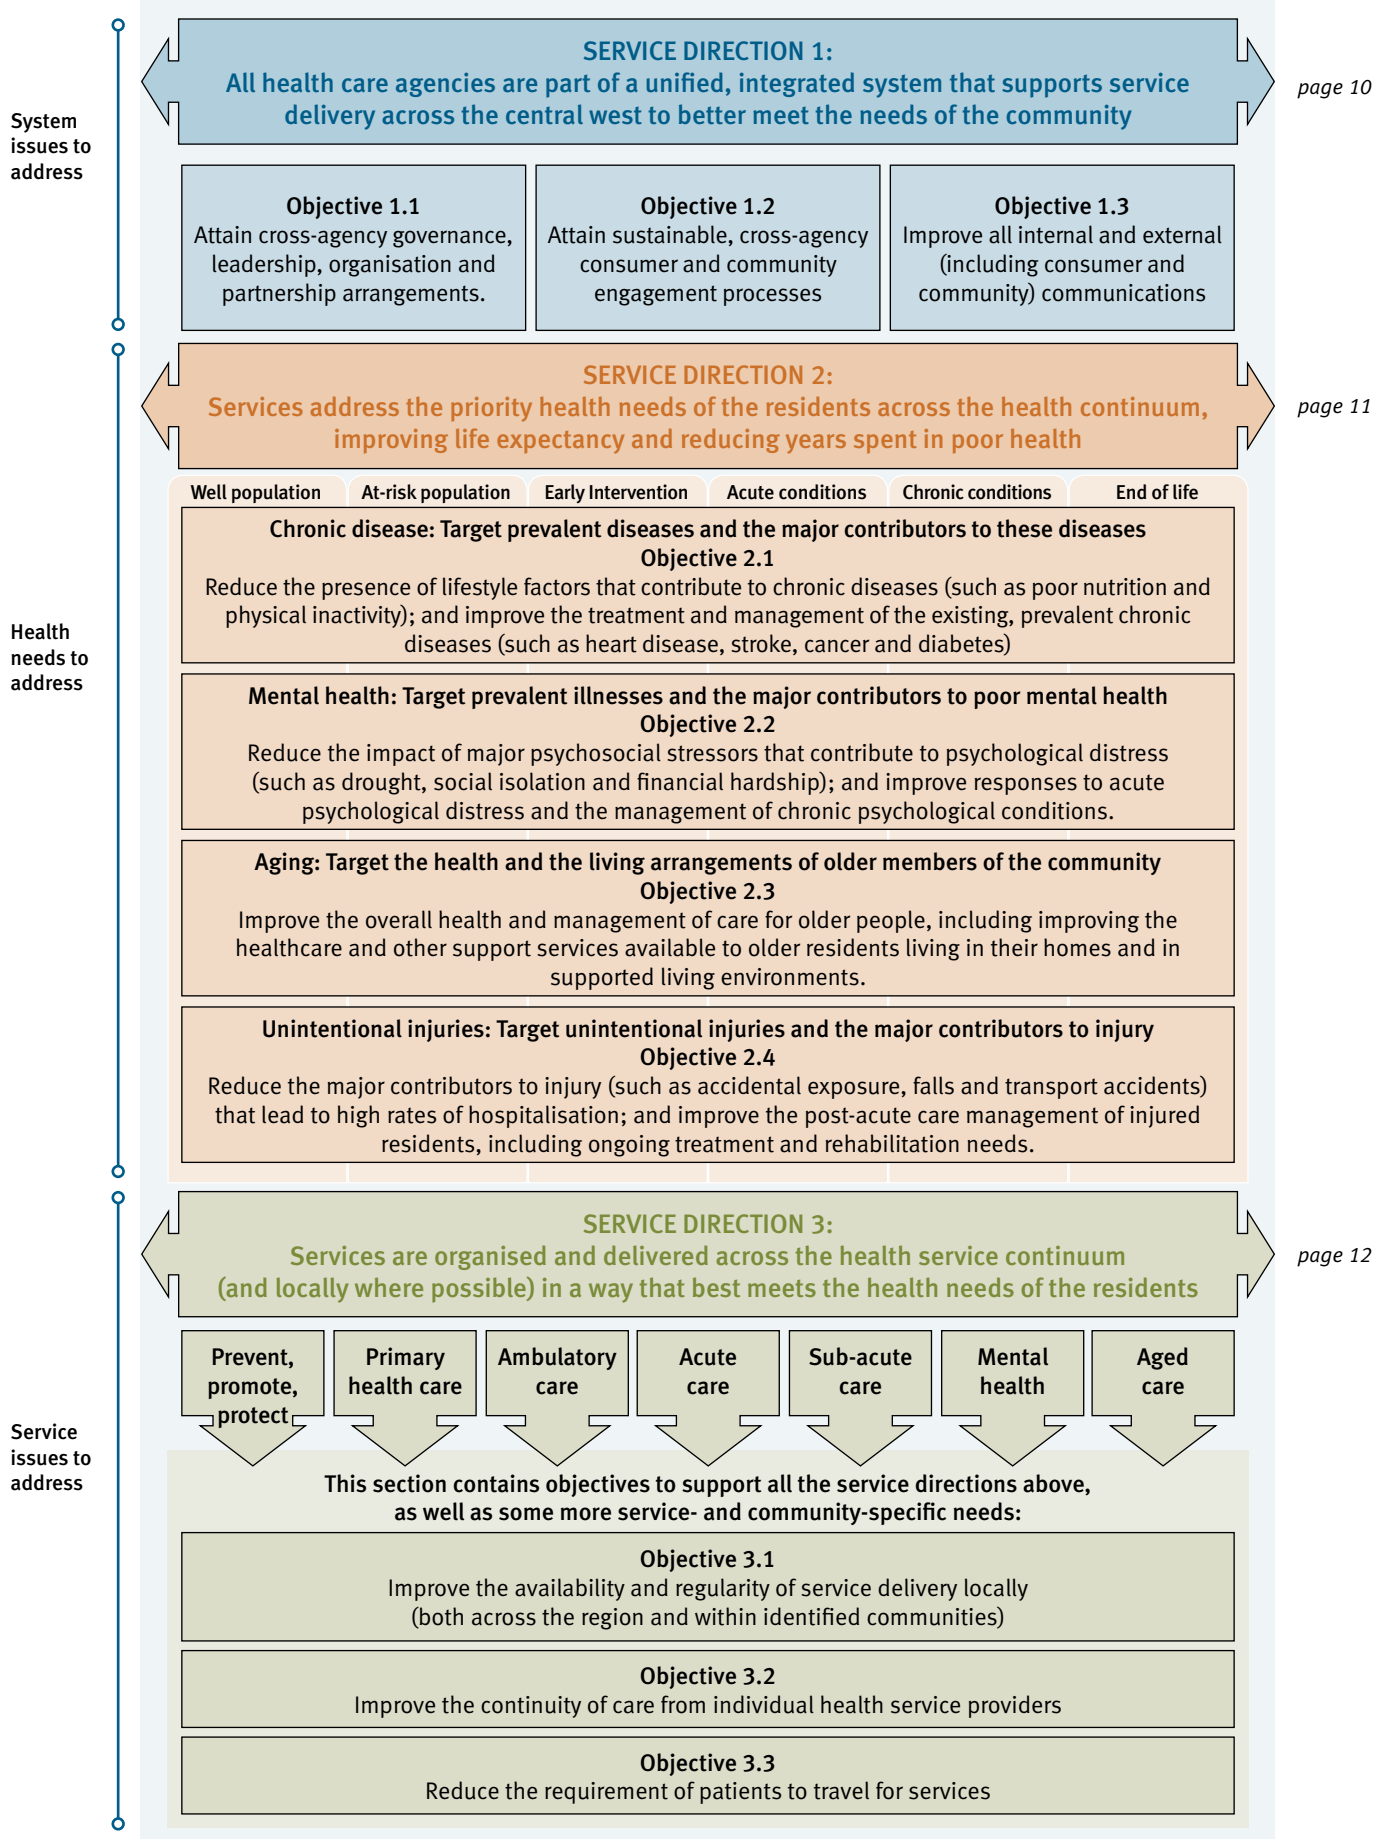 System
issues to
address
SERVICE DIRECTION 1:
All health care agencies are part of a unified, integrated system that supports service
delivery across the central west to better meet the needs of the community
page 10
Objective 1.1
Attain cross-agency governance,
leadership, organisation and
partnership arrangements.
Objective 1.2
Attain sustainable, cross-agency
consumer and community
engagement processes
Objective 1.3
Improve all internal and external
(including consumer and
community) communications
Health
needs to
address
SERVICE DIRECTION 2:
Services address the priority health needs of the residents across the health continuum,
improving life expectancy and reducing years spent in poor health
page 11
Well population
At-risk population
Early Intervention
Acute conditions
Chronic conditions
End of life
Chronic disease: Target prevalent diseases and the major contributors to these diseases
Objective 2.1
Reduce the presence of lifestyle factors that contribute to chronic diseases (such as poor nutrition and
physical inactivity); and improve the treatment and management of the existing, prevalent chronic
diseases (such as heart disease, stroke, cancer and diabetes)
Mental health: Target prevalent illnesses and the major contributors to poor mental health
Objective 2.2
Reduce the impact of major psychosocial stressors that contribute to psychological distress
(such as drought, social isolation and financial hardship); and improve responses to acute
psychological distress and the management of chronic psychological conditions.
Aging: Target the health and the living arrangements of older members of the community
Objective 2.3
Improve the overall health and management of care for older people, including improving the
healthcare and other support services available to older residents living in their homes and in
supported living environments.
Unintentional injuries: Target unintentional injuries and the major contributors to injury
Objective 2.4
Reduce the major contributors to injury (such as accidental exposure, falls and transport accidents)
that lead to high rates of hospitalisation; and improve the post-acute care management of injured
residents, including ongoing treatment and rehabilitation needs.
Service
issues to
address
SERVICE DIRECTION 3:
Services are organised and delivered across the health service continuum
(and locally where possible) in a way that best meets the health needs of the residents
page 12
Prevent,
promote,
protect
Primary
health care
Ambulatory
care
Acute
care
Sub-acute
care
Mental
health
Aged
care
This section contains objectives to support all the service directions above,
as well as some more service- and community-specific needs:
Objective 3.1
Improve the availability and regularity of service delivery locally
(both across the region and within identified communities)
Objective 3.2
Improve the continuity of care from individual health service providers
Objective 3.3
Reduce the requirement of patients to travel for services